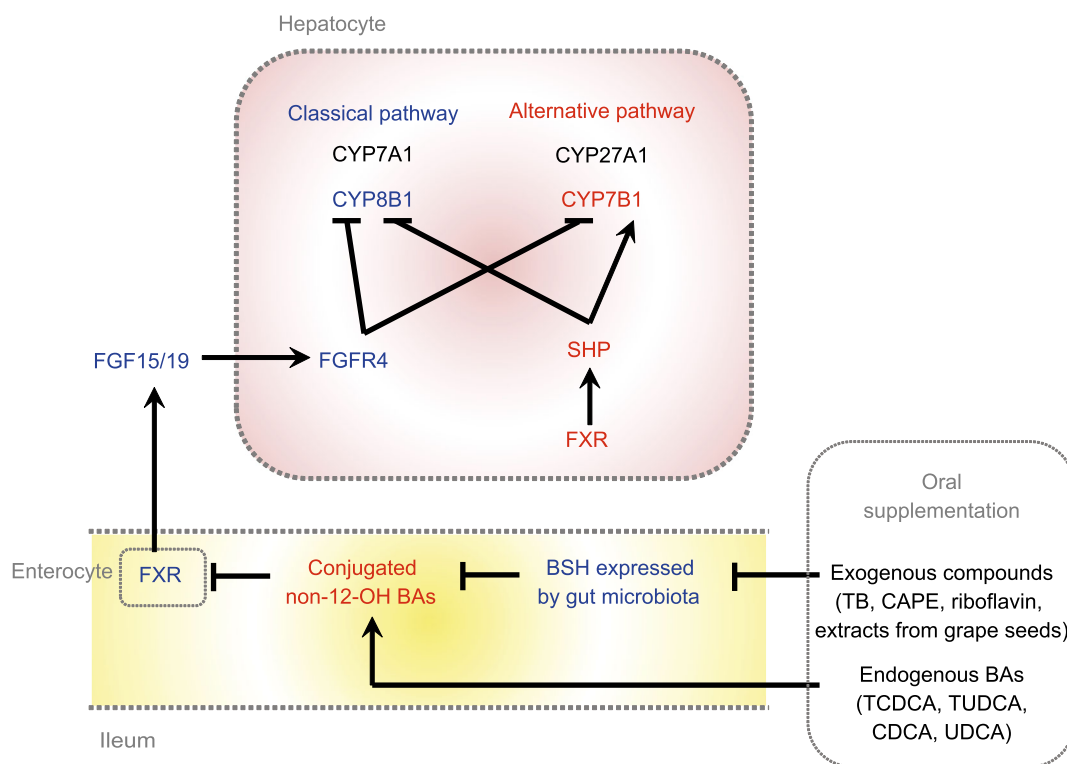 Hepatocyte
Classical pathway
Alternative pathway
CYP7A1
CYP27A1
CYP8B1
CYP7B1
FGF15/19
FGFR4
SHP
FXR
Oral
supplementation
Enterocyte
FXR
Conjugated
non-12-OH BAs
BSH expressed
by gut microbiota
Exogenous compounds
(TB, CAPE, riboflavin,
extracts from grape seeds)
Endogenous BAs
(TCDCA, TUDCA,
CDCA, UDCA)
Ileum